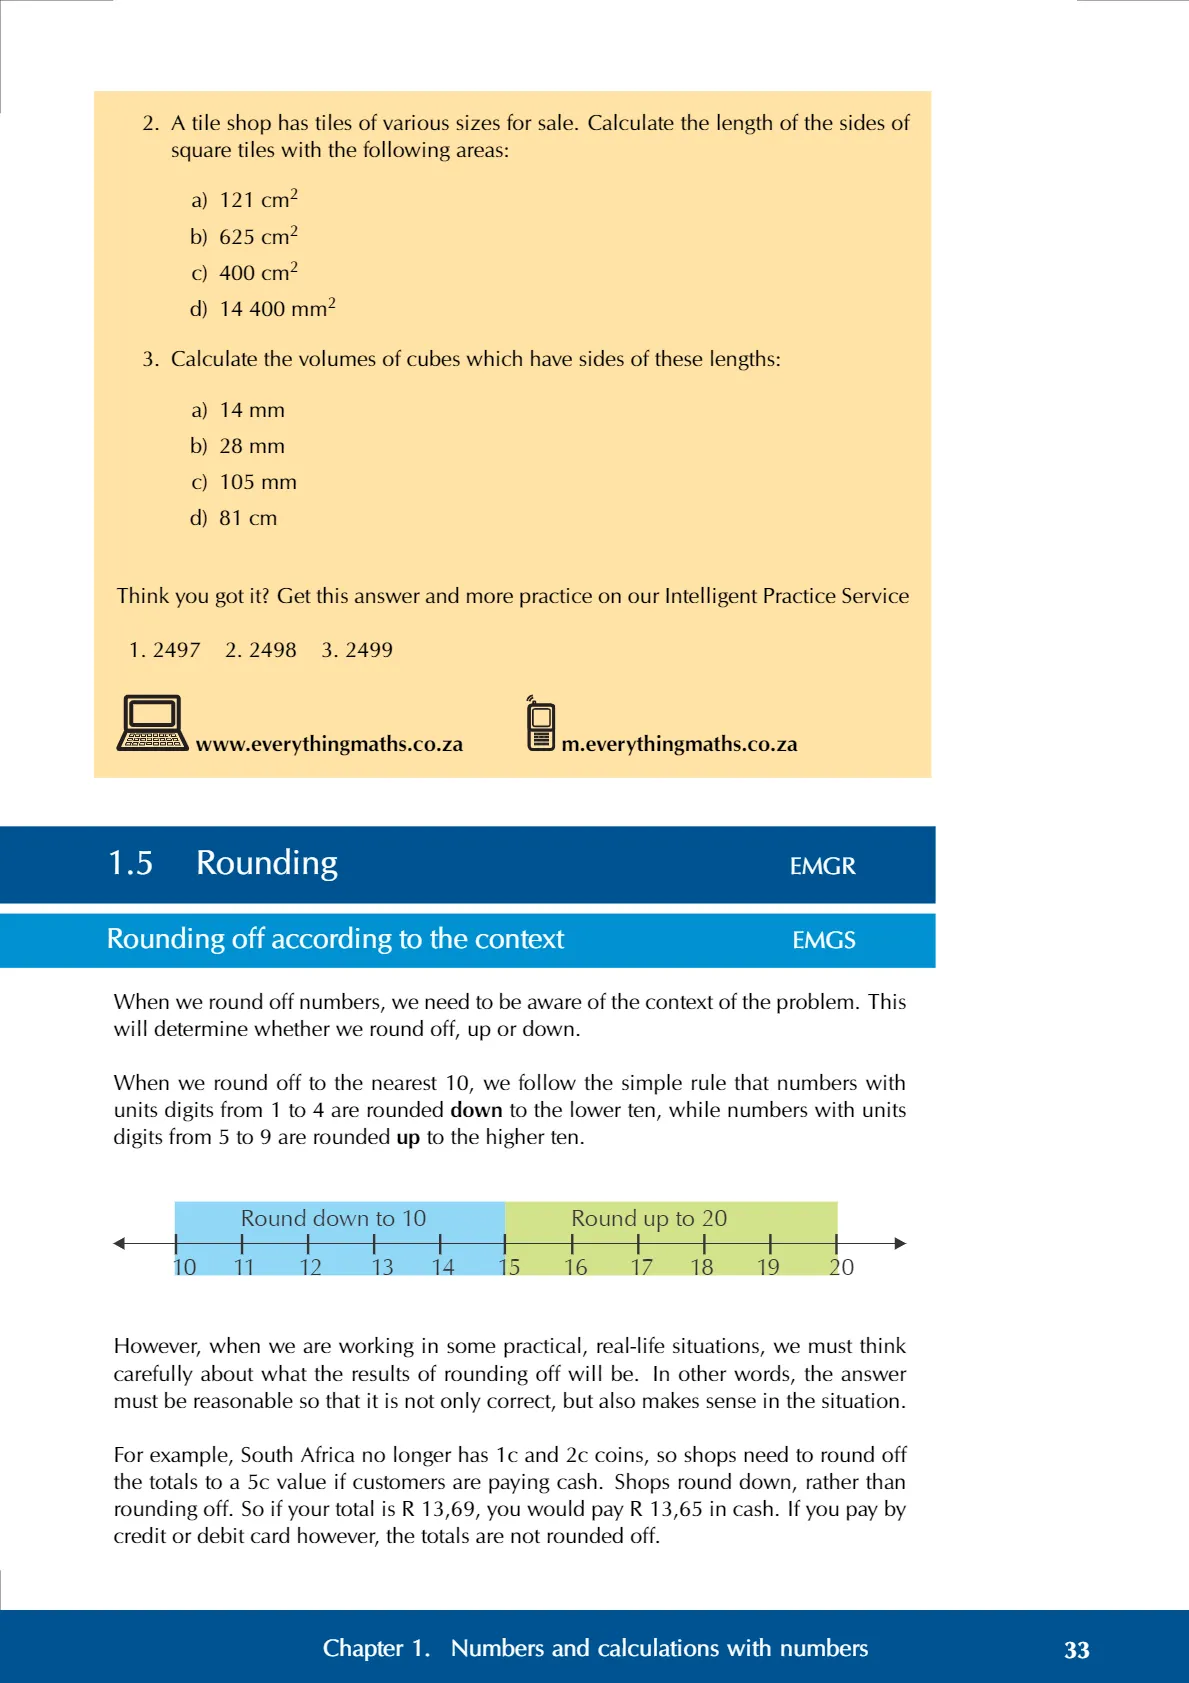 2. A tile shop has tiles of various sizes for sale. Calculate the length of the sides of
square tiles with the following areas:
a) 121 cm²
b) 625 cm²
c) 400 cm²
d) 14 400 mm²
3. Calculate the volumes of cubes which have sides of these lengths:
a) 14 mm
b) 28 mm
c) 105 mm
d) 81 cm
Think you got it? Get this answer and more practice on our Intelligent Practice Service
1. 2497 2. 2498 3. 2499
www.everythingmaths.co.za m.everythingmaths.co.za
1.5 Rounding EMGR
Rounding off according to the context EMGS
When we round off numbers, we need to be aware of the context of the problem. This
will determine whether we round off, up or down.
When we round off to the nearest 10, we follow the simple rule that numbers with
units digits from 1 to 4 are rounded down to the lower ten, while numbers with units
digits from 5 to 9 are rounded up to the higher ten.
Round down to 10 Round up to 20
10 11 12 13 14 15 16 17 18 19 20
However, when we are working in some practical, real-life situations, we must think
carefully about what the results of rounding off will be. In other words, the answer
must be reasonable so that it is not only correct, but also makes sense in the situation.
For example, South Africa no longer has 1c and 2c coins, so shops need to round off
the totals to a 5c value if customers are paying cash. Shops round down, rather than
rounding off. So if your total is R 13,69, you would pay R 13,65 in cash. If you pay by
credit or debit card however, the totals are not rounded off.
Chapter 1. Numbers and calculations with numbers 33